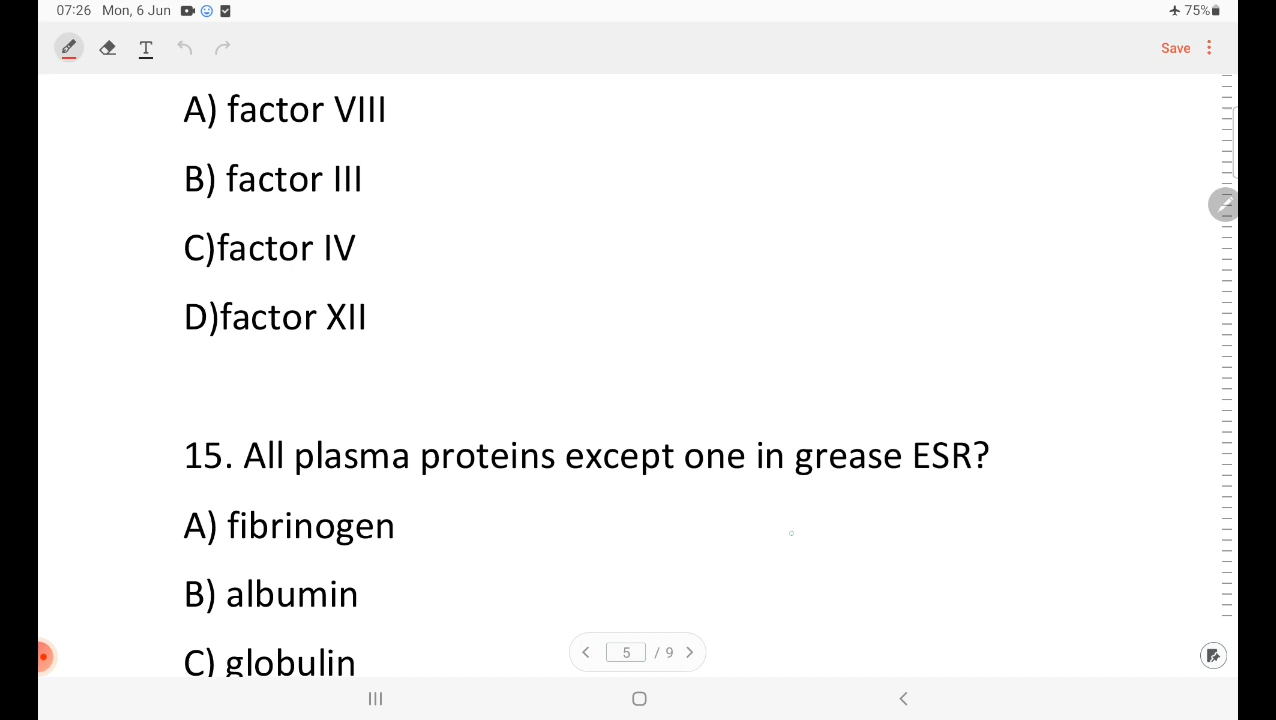 07:26 Mon, 6 Jun
75%
T
Save
A) factor VIII
B) factor III
C)factor IV
D)factor XII
15. All plasma proteins except one in grease ESR?
A) fibrinogen
B) albumin
C) globulin
5 / 9